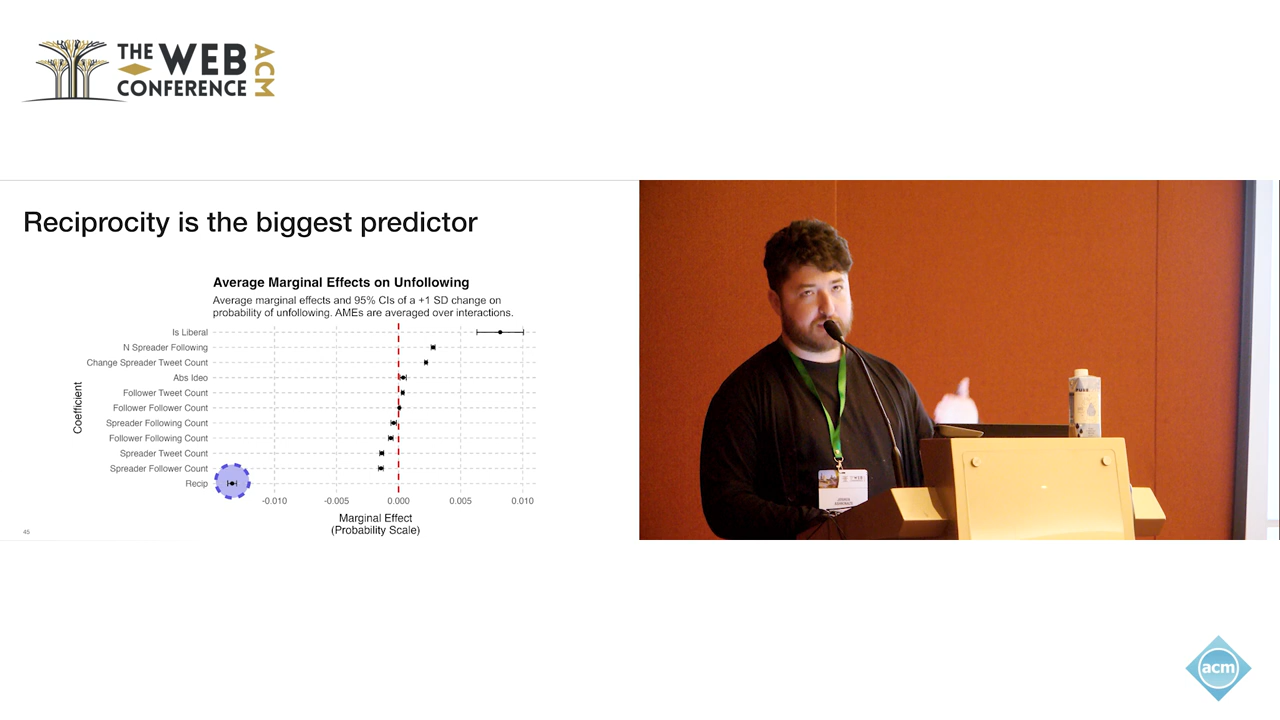 THE WEB
CONFERENCE
ACM
Reciprocity is the biggest predictor
Average Marginal Effects on Unfollowing
Average marginal effects and 95% CIs of a +1 SD change on
probability of unfollowing. AMEs are averaged over interactions.
Coefficient
Is Liberal
N Spreader Following
Change Spreader Tweet Count
Abs Ideo
Follower Tweet Count
Follower Follower Count
Spreader Following Count
Follower Following Count
Spreader Tweet Count
Spreader Follower Count
Recip
-0.010 -0.005 0.000 0.005 0.010
Marginal Effect
(Probability Scale)
45
acm